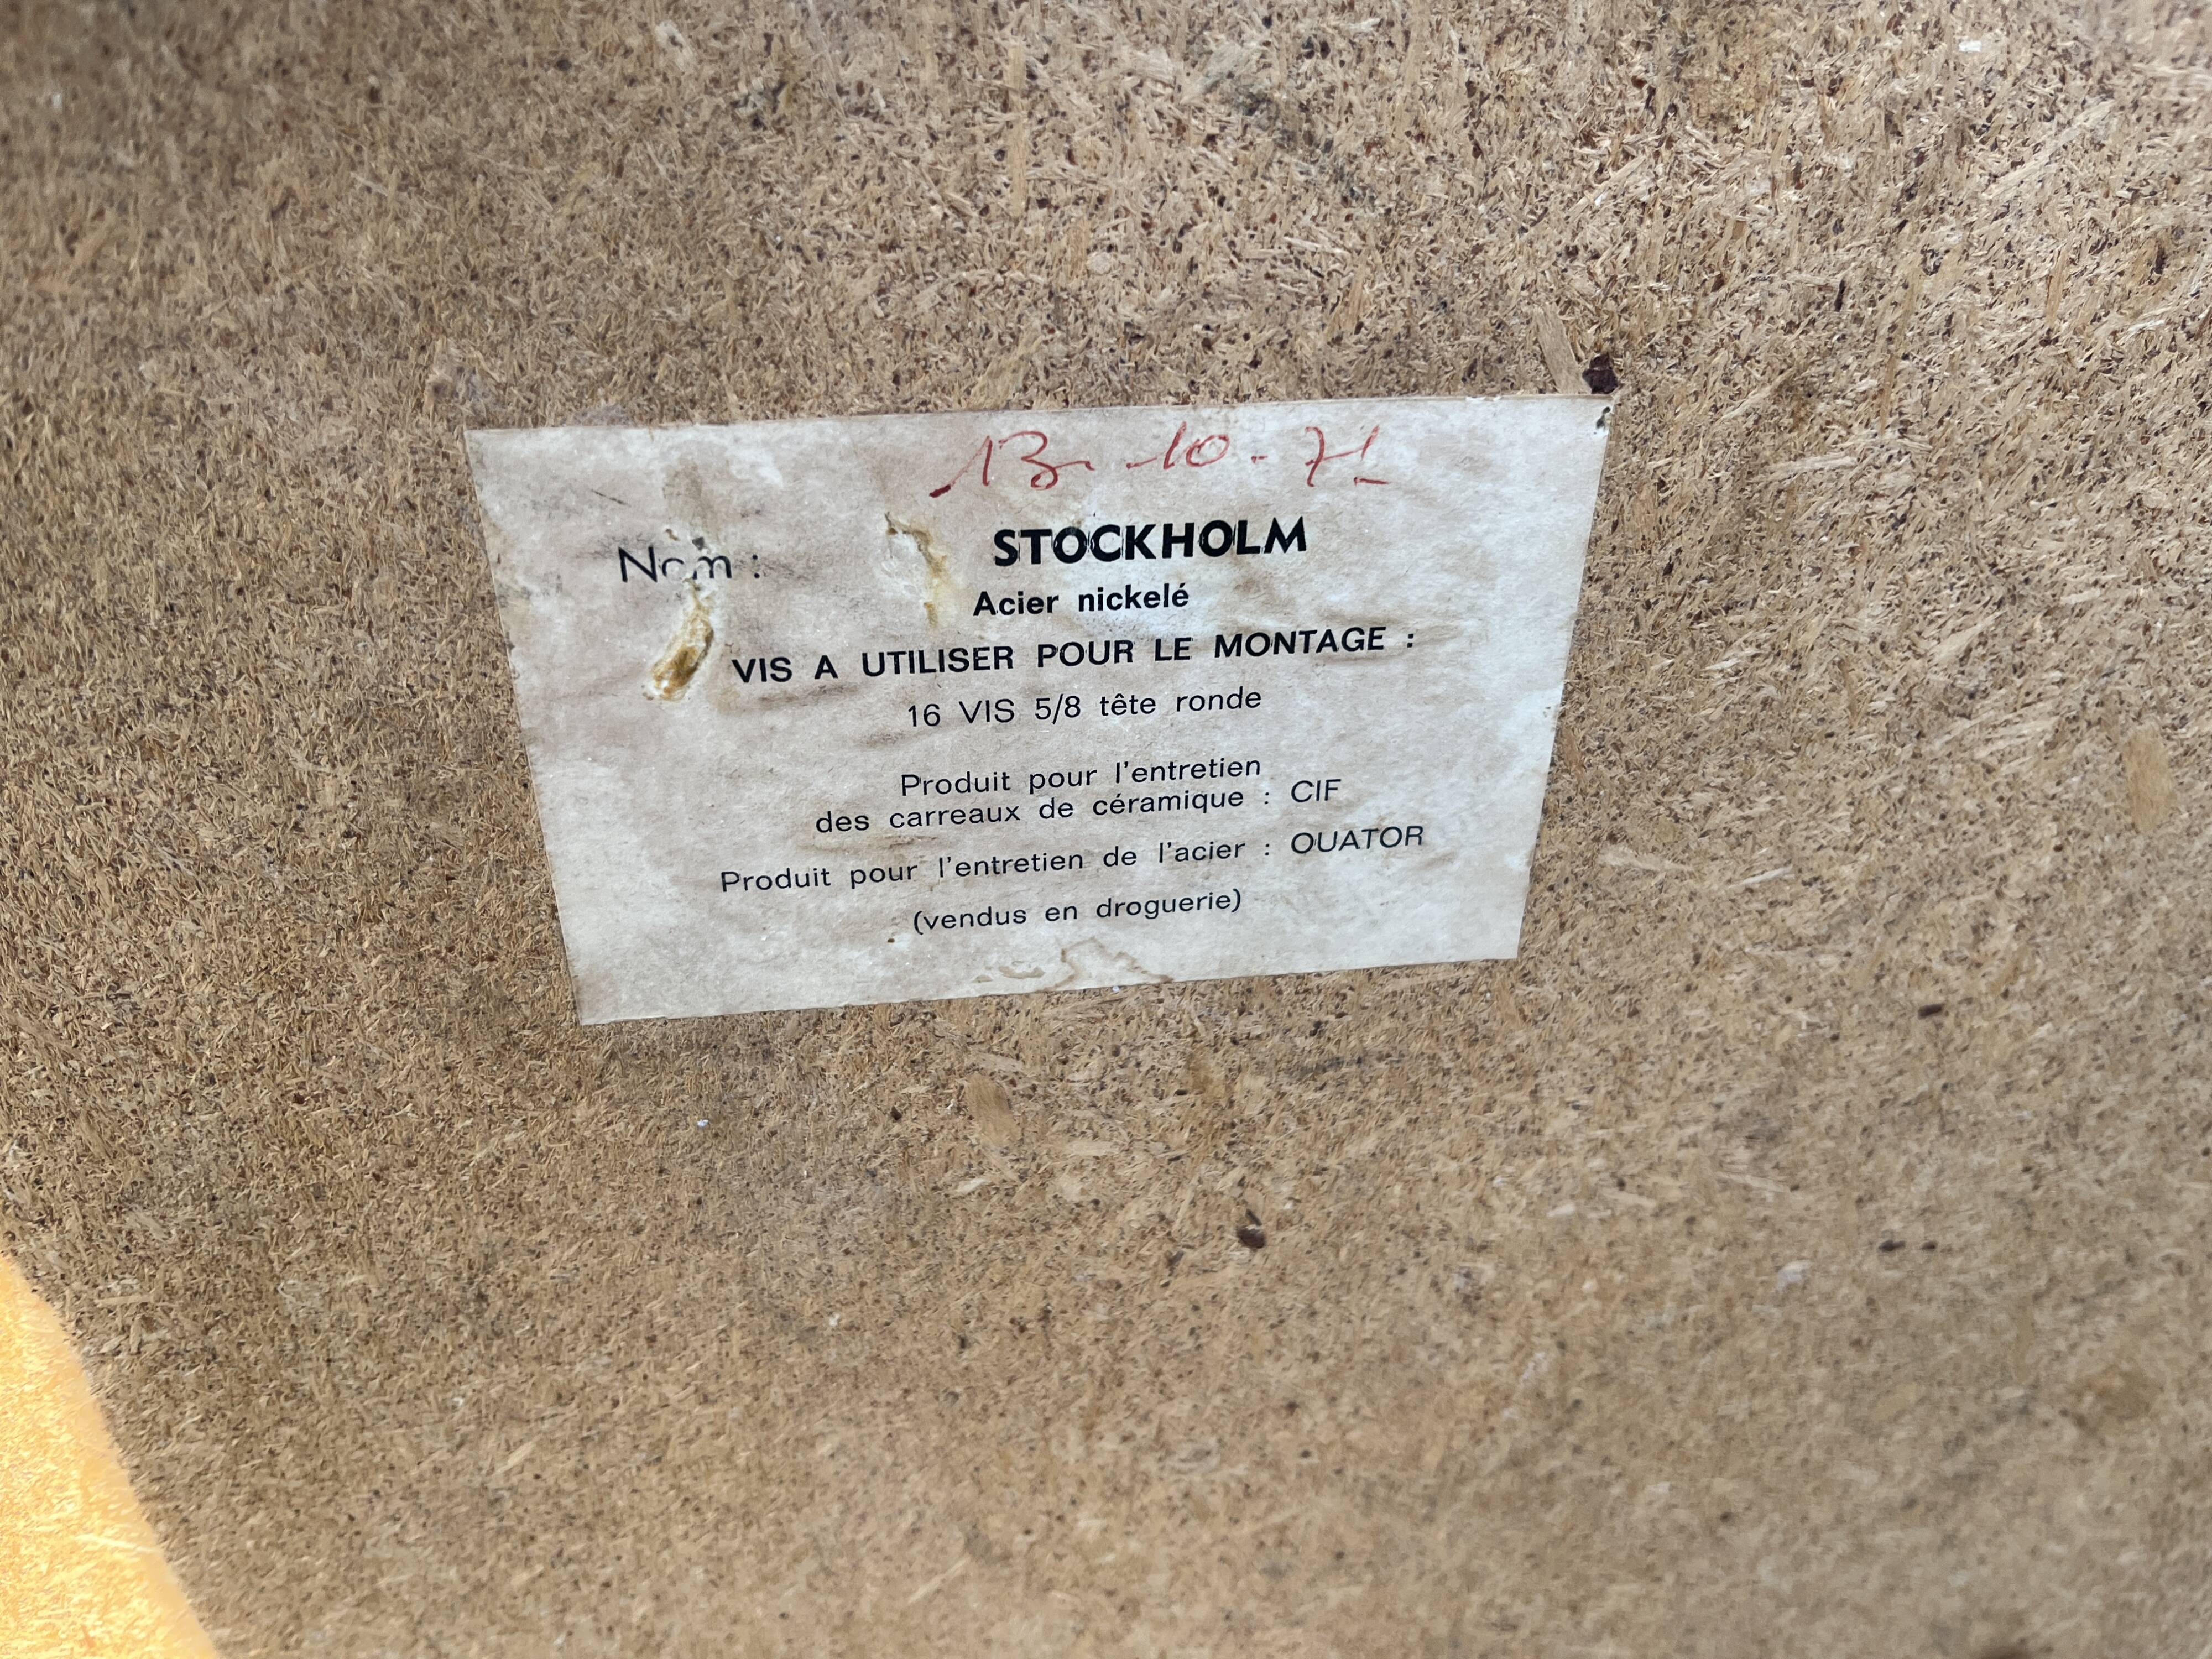 13-10-71
Nom : STOCKHOLM
Acier nickelé
VIS A UTILISER POUR LE MONTAGE :
16 VIS 5/8 tête ronde
Produit pour l'entretien
des carreaux de céramique : CIF
Produit pour l'entretien de l'acier : OUATOR
(vendus en droguerie)